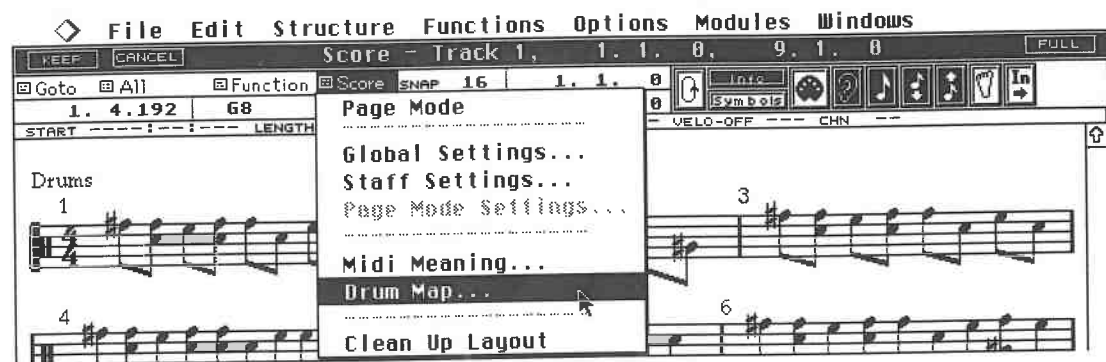 File Edit Structure Functions Options Modules Windows
KEEP CANCEL Score - Track 1, 1. 1. 0, 9. 1. 0 FULL
Goto All Function Score SNAP 16 1. 1. 0 Info In
1. 4.192 G8 0 Symbols
START ----:--:--- LENGTH - VELO-OFF --- CHN --
Page Mode
Global Settings...
Staff Settings...
Page Mode Settings...
Midi Meaning...
Drum Map...
Clean Up Layout
Drums
1
3
4
4
4
6